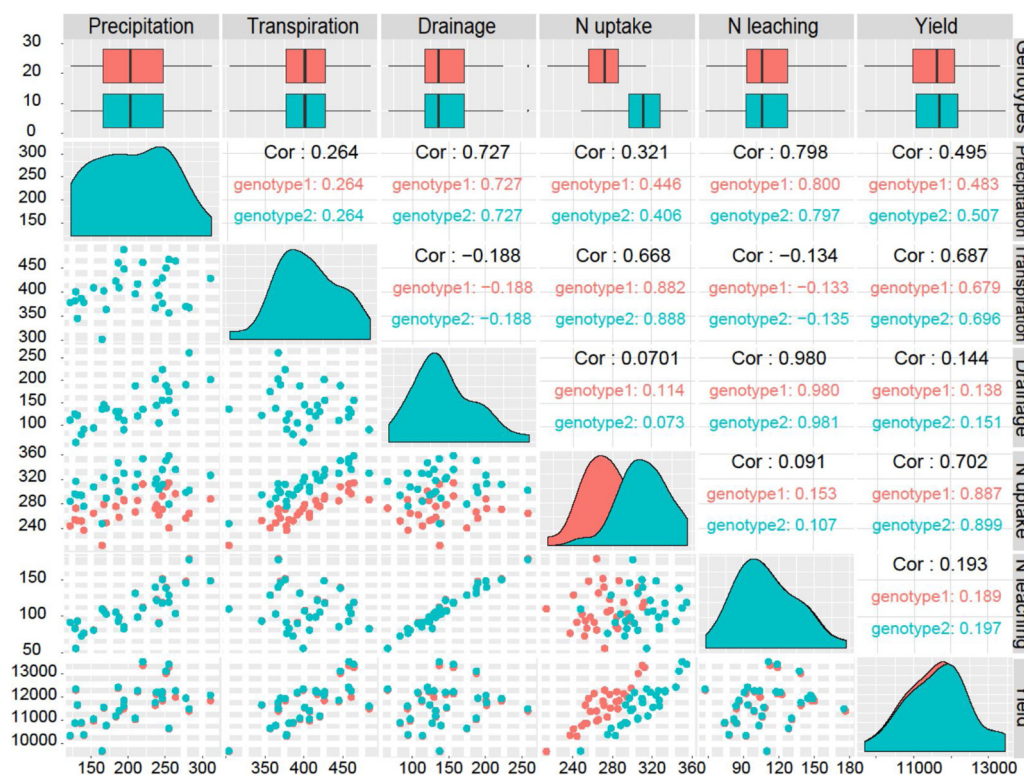 Precipitation Transpiration Drainage N uptake N leaching Yield
30
20
10
0
Genotypes
300
250
200
150
Cor : 0.264 Cor : 0.727 Cor : 0.321 Cor : 0.798 Cor : 0.495
genotype1: 0.264 genotype1: 0.727 genotype1: 0.446 genotype1: 0.800 genotype1: 0.483
genotype2: 0.264 genotype2: 0.727 genotype2: 0.406 genotype2: 0.797 genotype2: 0.507
Precipitation
450
400
350
300
Cor : −0.188 Cor : 0.668 Cor : −0.134 Cor : 0.687
genotype1: −0.188 genotype1: 0.882 genotype1: −0.133 genotype1: 0.679
genotype2: −0.188 genotype2: 0.888 genotype2: −0.135 genotype2: 0.696
Transpiration
250
200
150
100
Cor : 0.0701 Cor : 0.980 Cor : 0.144
genotype1: 0.114 genotype1: 0.980 genotype1: 0.138
genotype2: 0.073 genotype2: 0.981 genotype2: 0.151
Drainage
360
320
280
240
Cor : 0.091 Cor : 0.702
genotype1: 0.153 genotype1: 0.887
genotype2: 0.107 genotype2: 0.899
N uptake
150
100
50
Cor : 0.193
genotype1: 0.189
genotype2: 0.197
N leaching
13000
12000
11000
10000
Yield
150 200 250 300 350 400 450 100 150 200 250 240 280 320 360 90 120 150 180 11000 13000